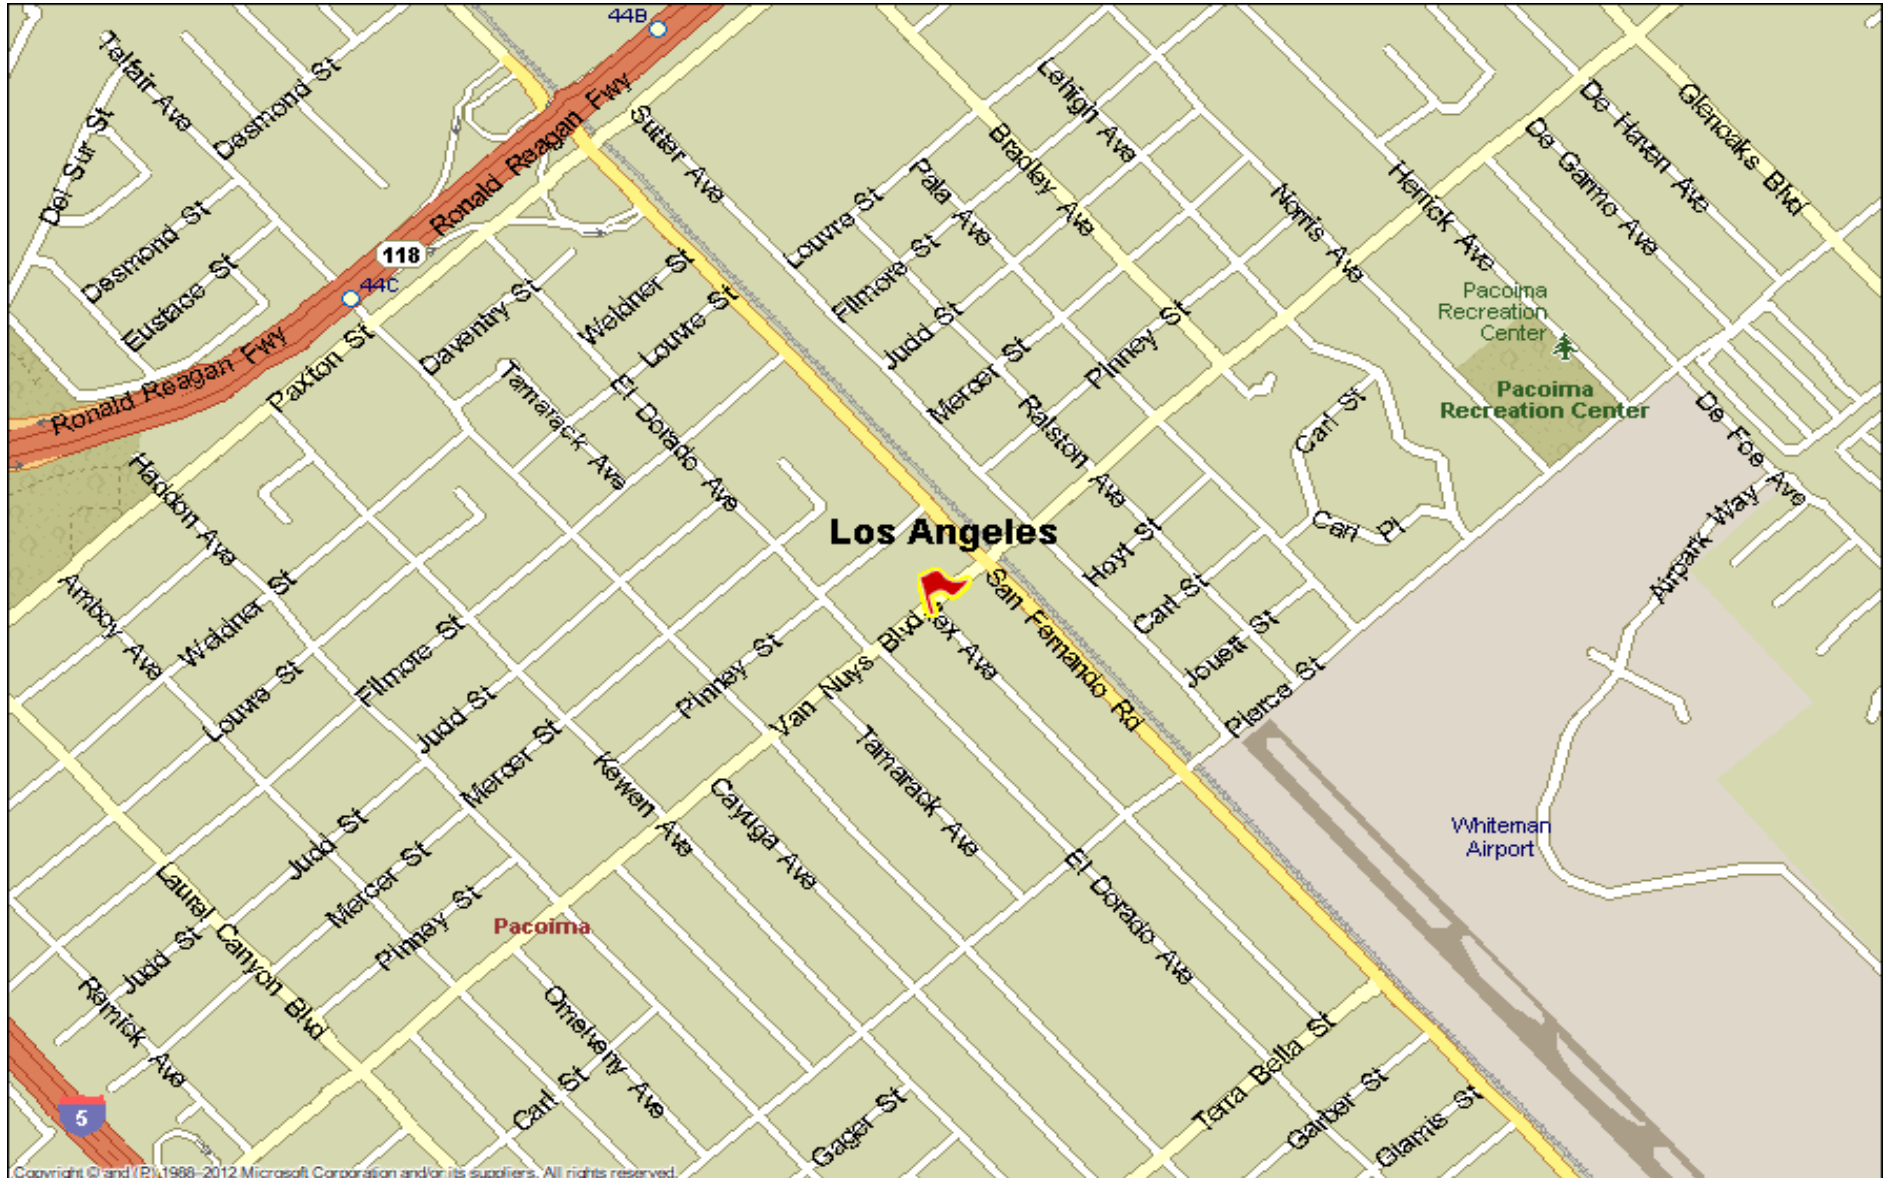 44B
Telfair Ave
Desmond St
Ronald Reagan Fwy
Sutter Ave
Lehigh Ave
Bradley Ave
De Haven Ave
Glenoaks Blvd
De Garmo Ave
Del Sur St
Desmond St
Eustace St
118
44C
Louvre St
Pala Ave
Filmore St
Norris Ave
Herrick Ave
Weidner St
Louvre St
Daventry St
Judd St
Mercer St
Pinney St
Pacoima
Recreation
Center
Pacoima
Recreation Center
Ronald Reagan Fwy
Paxton St
Tamarack Ave
El Dorado Ave
Ralston Ave
Carl St
De Foe Ave
Haddon Ave
Los Angeles
Hoyt St
Carl Pl
Airpark Way
Amboy Ave
Weidner St
Louvre St
Filmore St
Judd St
Mercer St
Pinney St
Van Nuys Blvd
ex Ave
San Fernando Rd
Carl St
Jouett St
Pierce St
Kewen Ave
Cayuga Ave
Tamarack Ave
Whiteman
Airport
Judd St
Mercer St
Pinney St
Laurel Canyon Blvd
Pacoima
El Dorado Ave
Judd St
Remick Ave
Omelveny Ave
Carl St
Gager St
Terra Bella St
Garber St
Glamis St
5
Copyright © and (P) 1988–2012 Microsoft Corporation and/or its suppliers. All rights reserved.